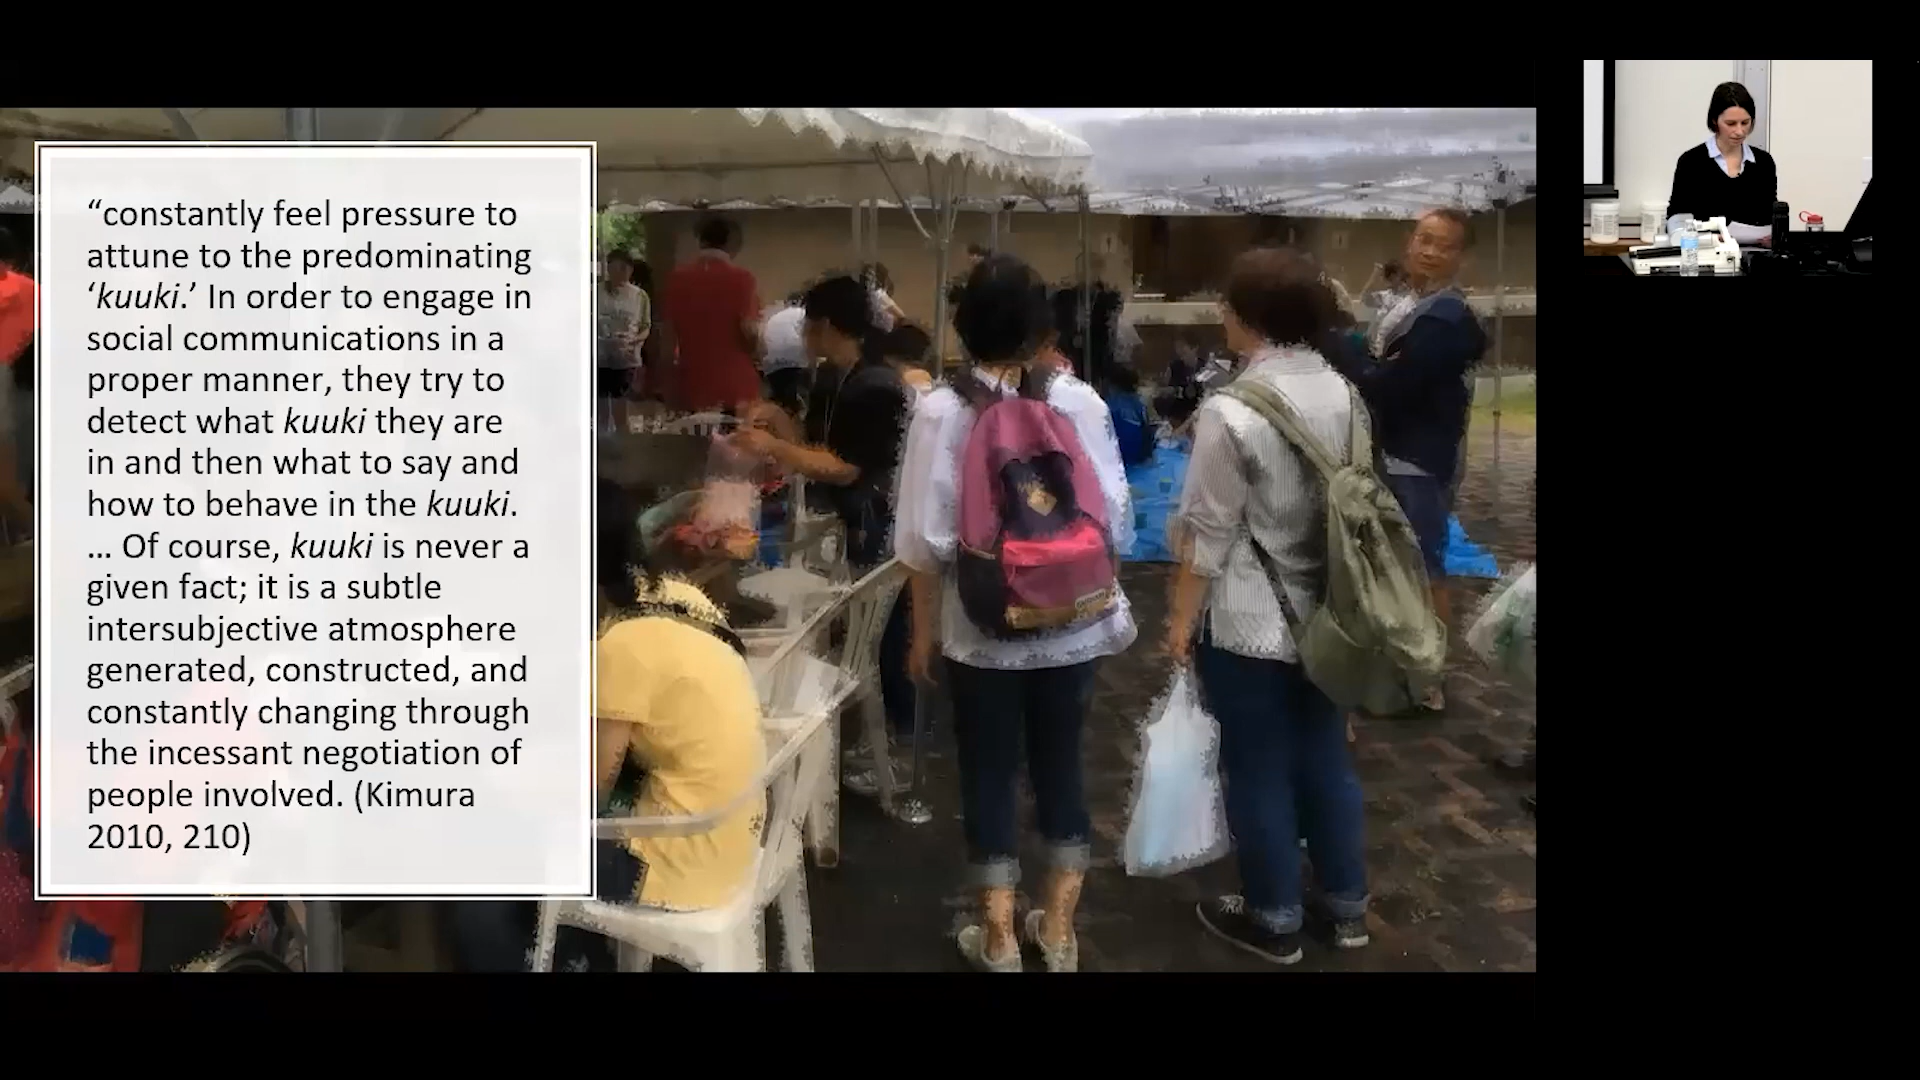 “constantly feel pressure to
attune to the predominating
‘kuuki.’ In order to engage in
social communications in a
proper manner, they try to
detect what kuuki they are
in and then what to say and
how to behave in the kuuki.
... Of course, kuuki is never a
given fact; it is a subtle
intersubjective atmosphere
generated, constructed, and
constantly changing through
the incessant negotiation of
people involved. (Kimura
2010, 210)